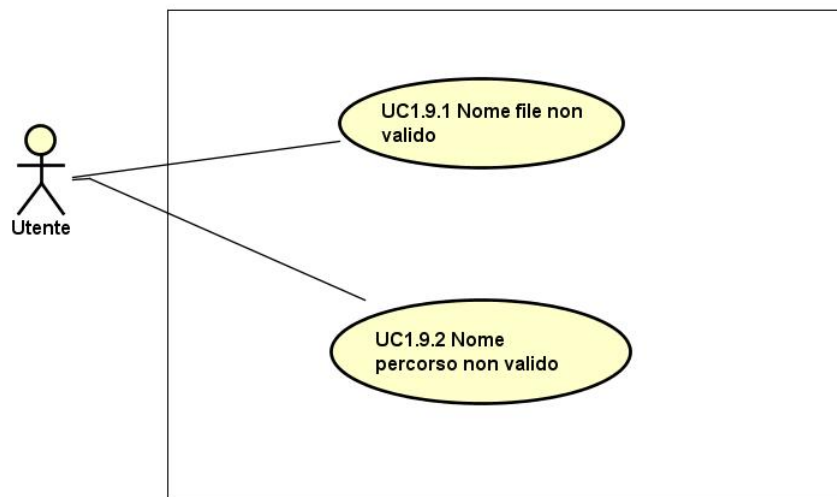 UC1.9.1 Nome file non
valido
Utente
UC1.9.2 Nome
percorso non valido